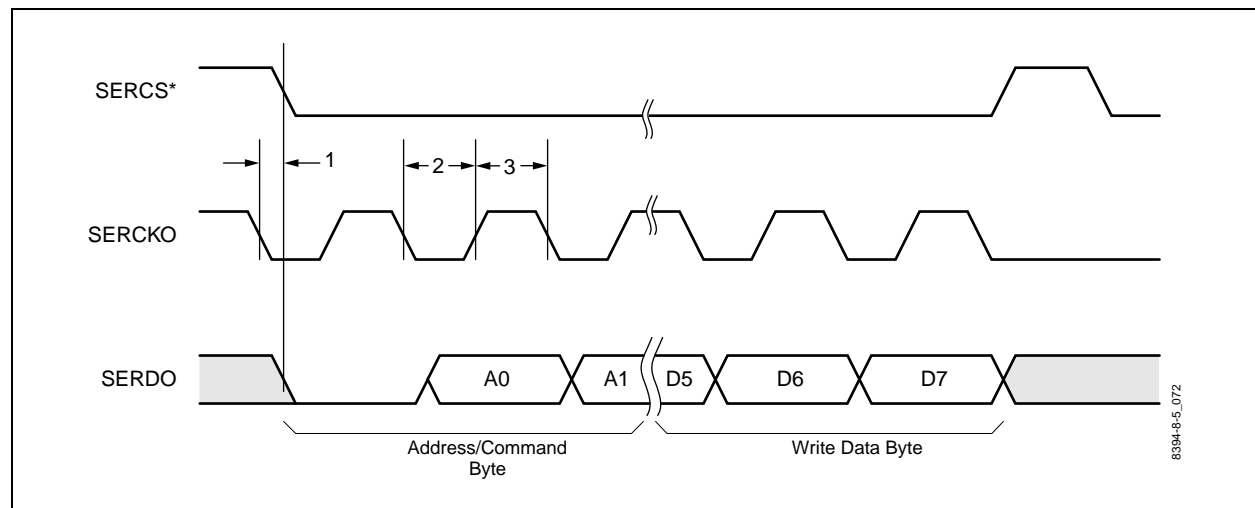 SERCS*
1
2
3
SERCKO
SERDO
A0
A1
D5
D6
D7
Address/Command
Byte
Write Data Byte
8394-8-5_072